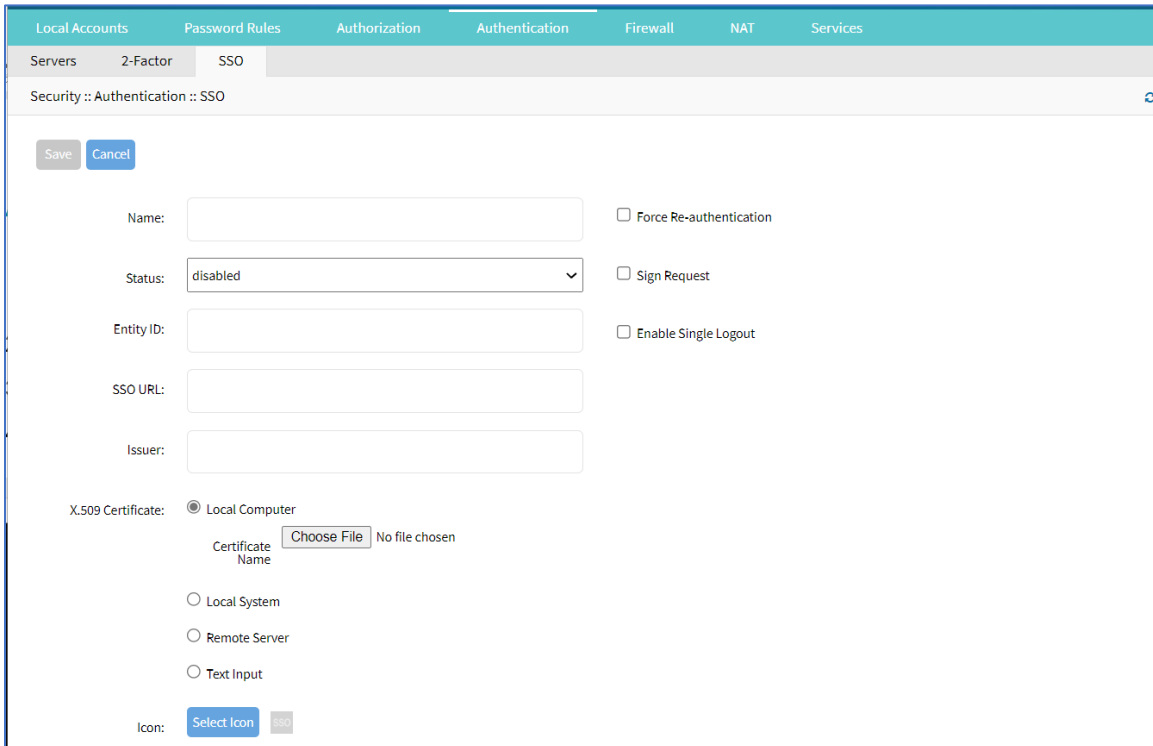 Local Accounts Password Rules Authorization Authentication Firewall NAT Services
Servers 2-Factor SSO
Security :: Authentication :: SSO
Save Cancel
Name: Force Re-authentication
Status: disabled Sign Request
Entity ID: Enable Single Logout
SSO URL:
Issuer:
X.509 Certificate: Local Computer
Certificate Name Choose File No file chosen
Local System
Remote Server
Text Input
Icon: Select Icon SSO